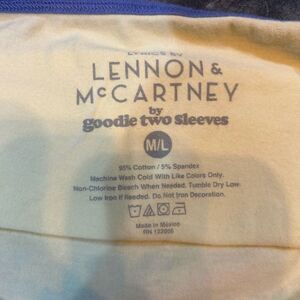 LYRICS BY
LENNON &
McCARTNEY
by
goodie two sleeves
M/L
95% Cotton / 5% Spandex
Machine Wash Cold With Like Colors Only.
Non-Chlorine Bleach When Needed. Tumble Dry Low.
Low Iron if Needed. Do Not Iron Decoration.
Made in Mexico
RN 122005